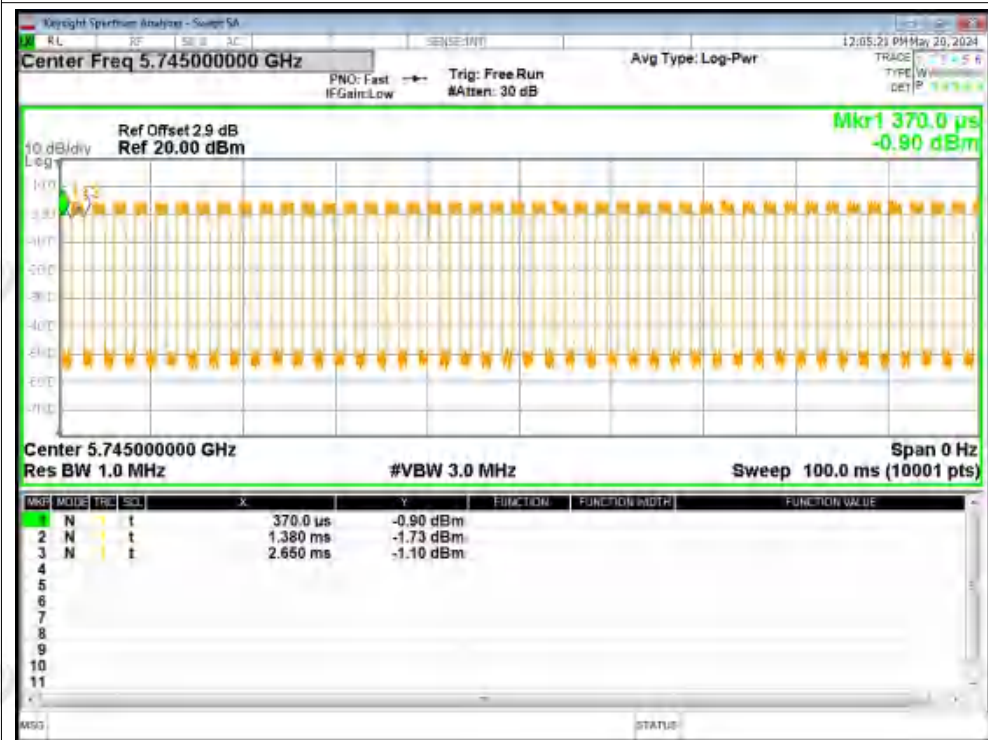 Keysight Spectrum Analyzer - Swept SA
RL RF 50 Ω AC SENSE:INT 12:05:21 PM May 20, 2024
Center Freq 5.745000000 GHz Avg Type: Log-Pwr TRACE
PNO: Fast Trig: Free Run TYPE W
IFGain:Low #Atten: 30 dB DET P
Mkr1 370.0 µs
Ref Offset 2.9 dB
10 dB/div Ref 20.00 dBm -0.90 dBm
Log
Center 5.745000000 GHz Span 0 Hz
Res BW 1.0 MHz #VBW 3.0 MHz Sweep 100.0 ms (10001 pts)
MKR MODE TRC SCL X Y FUNCTION FUNCTION WIDTH FUNCTION VALUE
1 N 1 t 370.0 µs -0.90 dBm
2 N 1 t 1.380 ms -1.73 dBm
3 N 1 t 2.650 ms -1.10 dBm
4
5
6
7
8
9
10
11
MSG STATUS